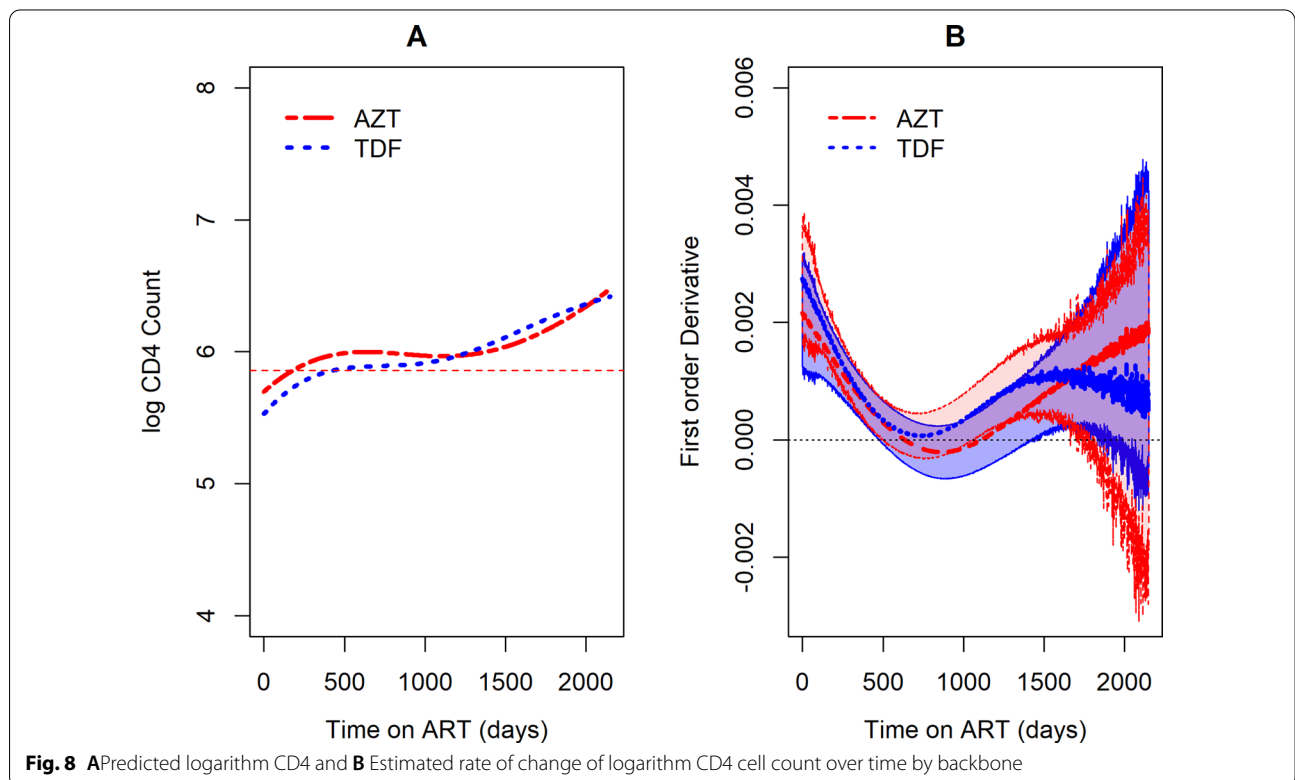 A
8
7
6
5
4
log CD4 Count
AZT
TDF
0 500 1000 1500 2000
Time on ART (days)
B
0.006
0.004
0.002
0.000
-0.002
First order Derivative
AZT
TDF
0 500 1000 1500 2000
Time on ART (days)
Fig. 8 APredicted logarithm CD4 and B Estimated rate of change of logarithm CD4 cell count over time by backbone